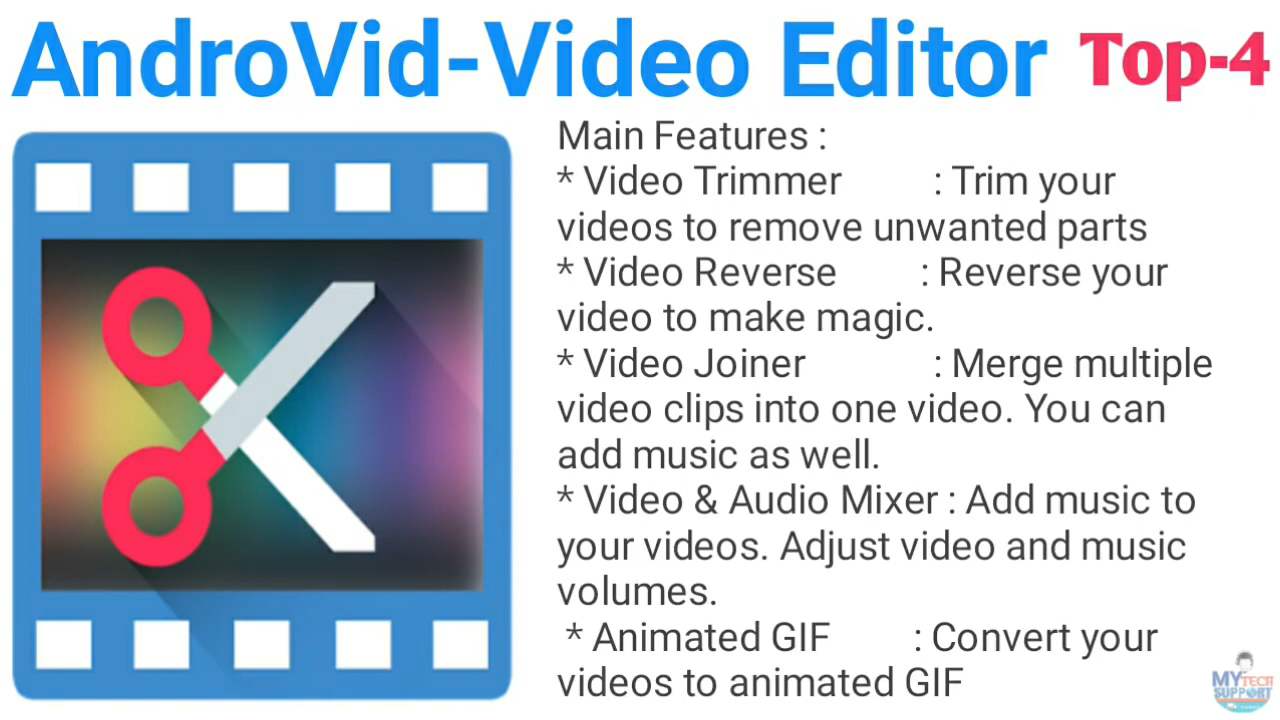 AndroVid-Video Editor Top-4
Main Features :
* Video Trimmer : Trim your
videos to remove unwanted parts
* Video Reverse : Reverse your
video to make magic.
* Video Joiner : Merge multiple
video clips into one video. You can
add music as well.
* Video & Audio Mixer : Add music to
your videos. Adjust video and music
volumes.
* Animated GIF : Convert your
videos to animated GIF
MY TECH
SUPPORT